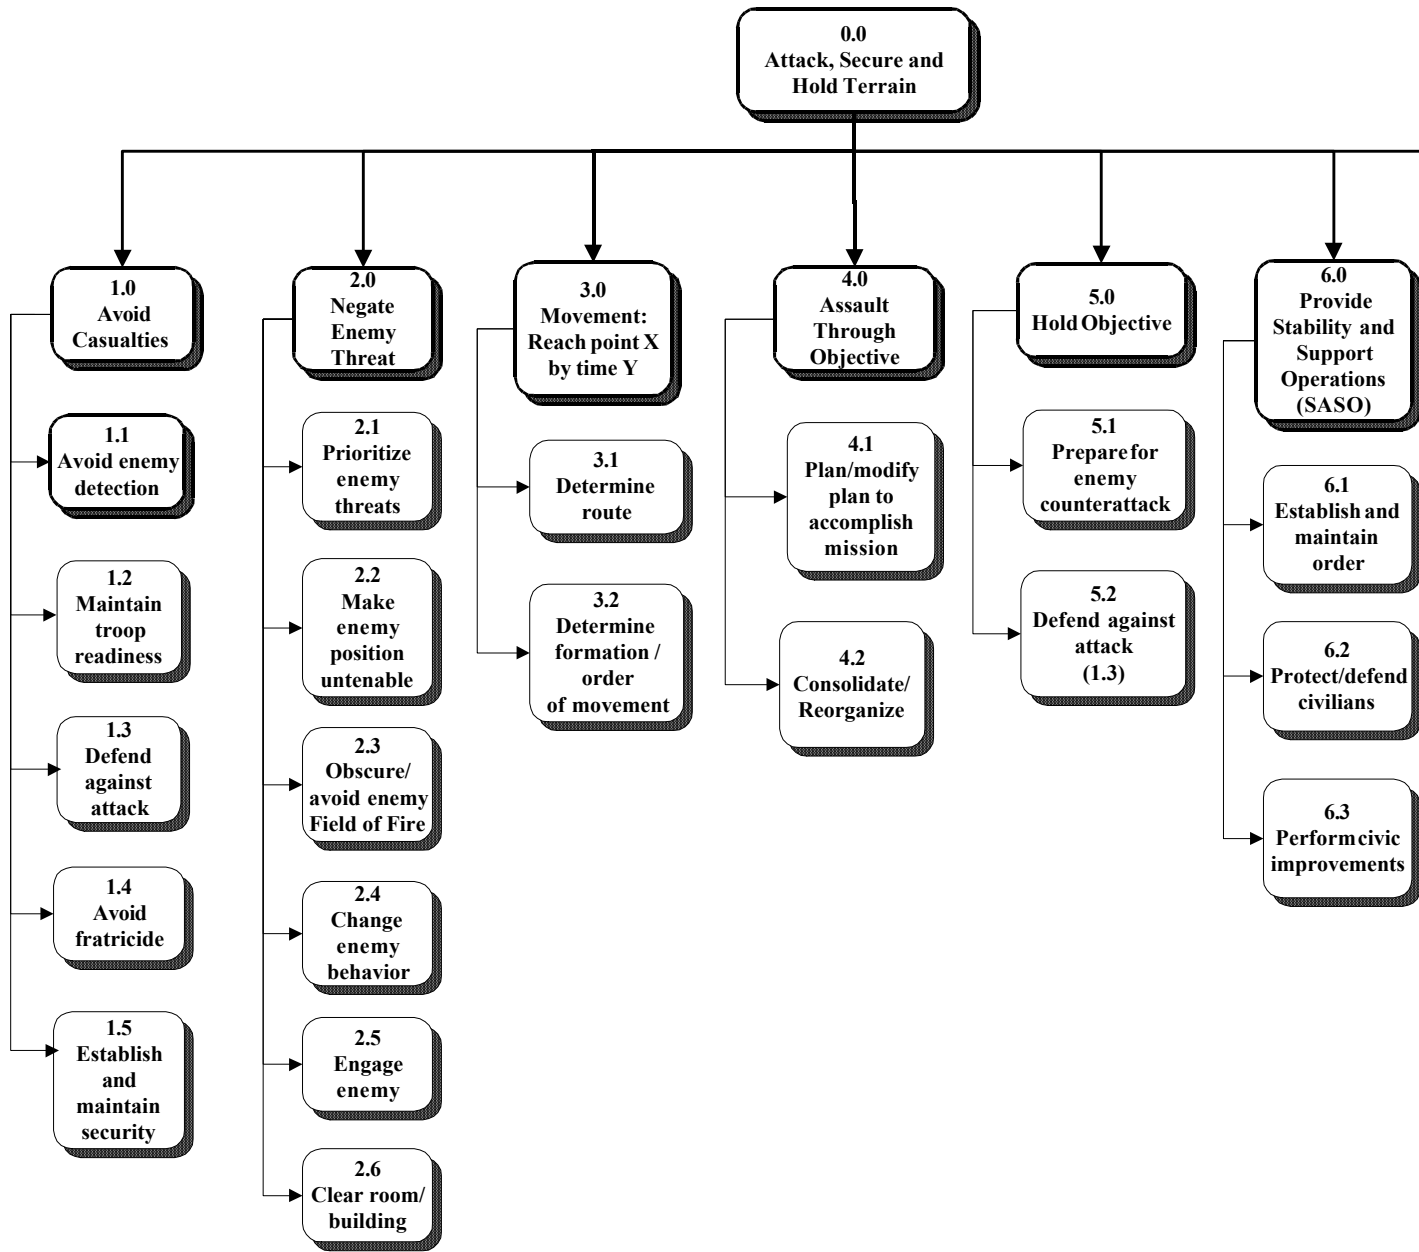 0.0
Attack, Secure and
Hold Terrain
1.0
Avoid
Casualties
1.1
Avoid enemy
detection
1.2
Maintain
troop
readiness
1.3
Defend
against
attack
1.4
Avoid
fratricide
1.5
Establish
and
maintain
security
2.0
Negate
Enemy
Threat
2.1
Prioritize
enemy
threats
2.2
Make
enemy
position
untenable
2.3
Obscure/
avoid enemy
Field of Fire
2.4
Change
enemy
behavior
2.5
Engage
enemy
2.6
Clear room/
building
3.0
Movement:
Reach point X
by time Y
3.1
Determine
route
3.2
Determine
formation /
order
of movement
4.0
Assault
Through
Objective
4.1
Plan/modify
plan to
accomplish
mission
4.2
Consolidate/
Reorganize
5.0
Hold Objective
5.1
Prepare for
enemy
counterattack
5.2
Defend against
attack
(1.3)
6.0
Provide
Stability and
Support
Operations
(SASO)
6.1
Establish and
maintain
order
6.2
Protect/defend
civilians
6.3
Perform civic
improvements